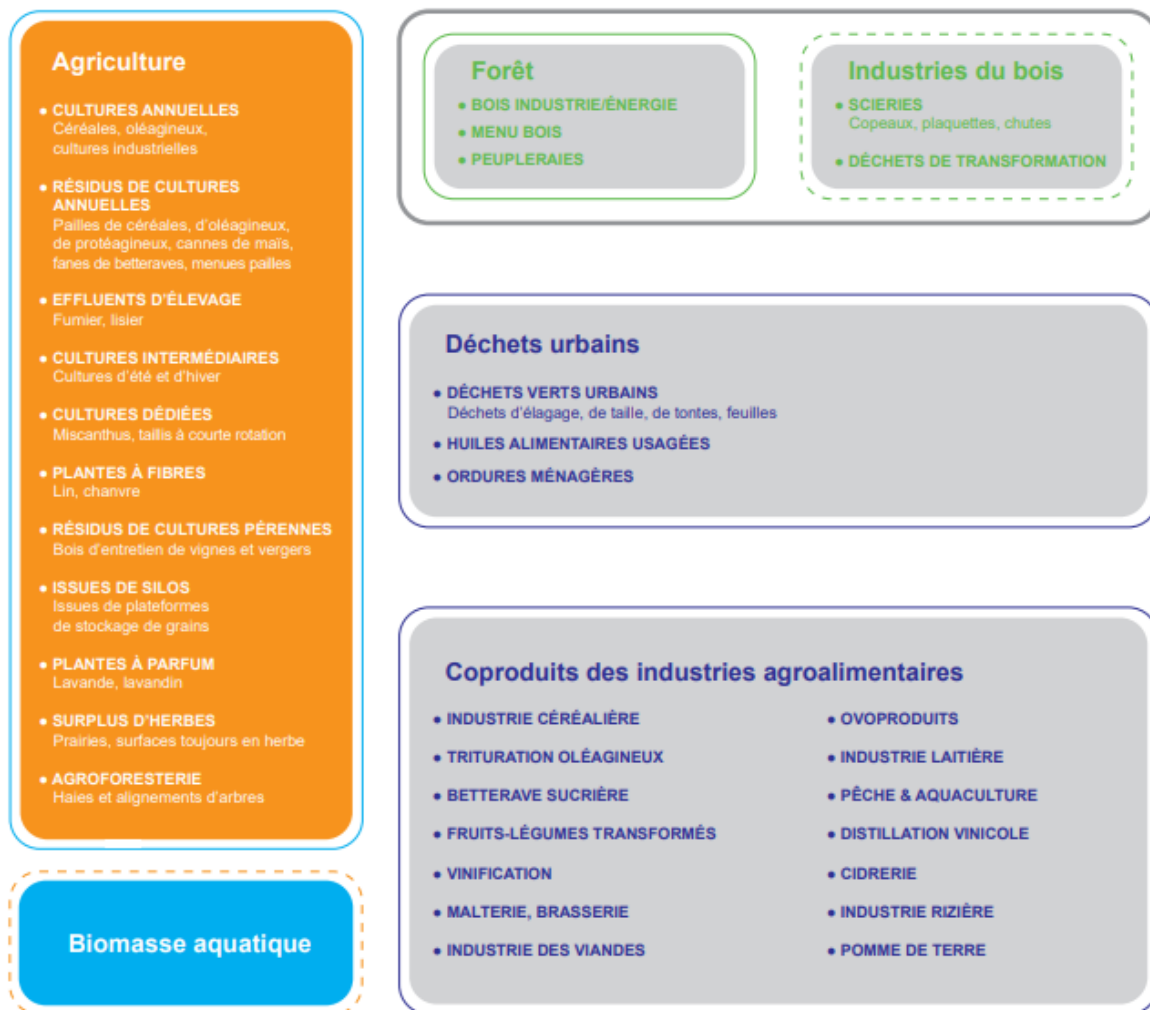 Agriculture
● CULTURES ANNUELLES
Céréales, oléagineux,
cultures industrielles
● RÉSIDUS DE CULTURES
ANNUELLES
Pailles de céréales, d'oléagineux,
de protéagineux, cannes de maïs,
fanes de betteraves, menues pailles
● EFFLUENTS D'ÉLEVAGE
Fumier, lisier
● CULTURES INTERMÉDIAIRES
Cultures d'été et d'hiver
● CULTURES DÉDIÉES
Miscanthus, taillis à courte rotation
● PLANTES À FIBRES
Lin, chanvre
● RÉSIDUS DE CULTURES PÉRENNES
Bois d'entretien de vignes et vergers
● ISSUES DE SILOS
Issues de plateformes
de stockage de grains
● PLANTES À PARFUM
Lavande, lavandin
● SURPLUS D'HERBES
Prairies, surfaces toujours en herbe
● AGROFORESTERIE
Haies et alignements d'arbres
Biomasse aquatique
Forêt
● BOIS INDUSTRIE/ÉNERGIE
● MENU BOIS
● PEUPLERAIES
Industries du bois
● SCIERIES
Copeaux, plaquettes, chutes
● DÉCHETS DE TRANSFORMATION
Déchets urbains
● DÉCHETS VERTS URBAINS
Déchets d'élagage, de taille, de tontes, feuilles
● HUILES ALIMENTAIRES USAGÉES
● ORDURES MÉNAGÈRES
Coproduits des industries agroalimentaires
● INDUSTRIE CÉRÉALIÈRE
● TRITURATION OLÉAGINEUX
● BETTERAVE SUCRIÈRE
● FRUITS-LÉGUMES TRANSFORMÉS
● VINIFICATION
● MALTERIE, BRASSERIE
● INDUSTRIE DES VIANDES
● OVOPRODUITS
● INDUSTRIE LAITIÈRE
● PÊCHE & AQUACULTURE
● DISTILLATION VINICOLE
● CIDRERIE
● INDUSTRIE RIZIÈRE
● POMME DE TERRE